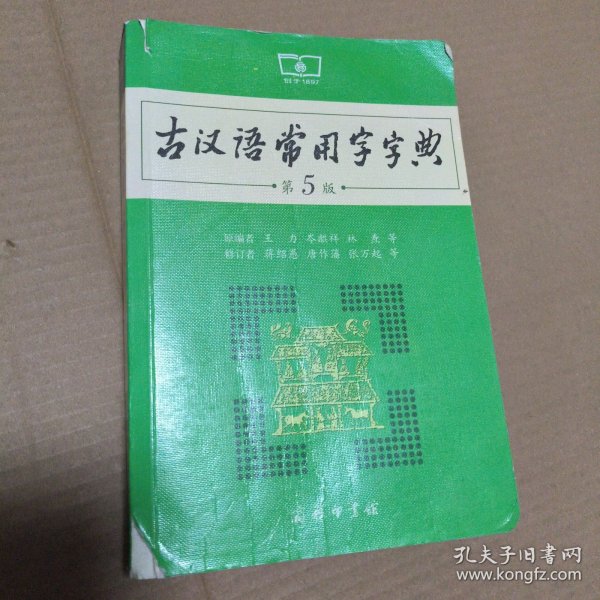 创于1897
古汉语常用字字典
·第5版·
原编者 王力 岑麒祥 林焘 等
修订者 蒋绍愚 唐作藩 张万起 等
商务印书馆
孔夫子旧书网
www.kongfz.com